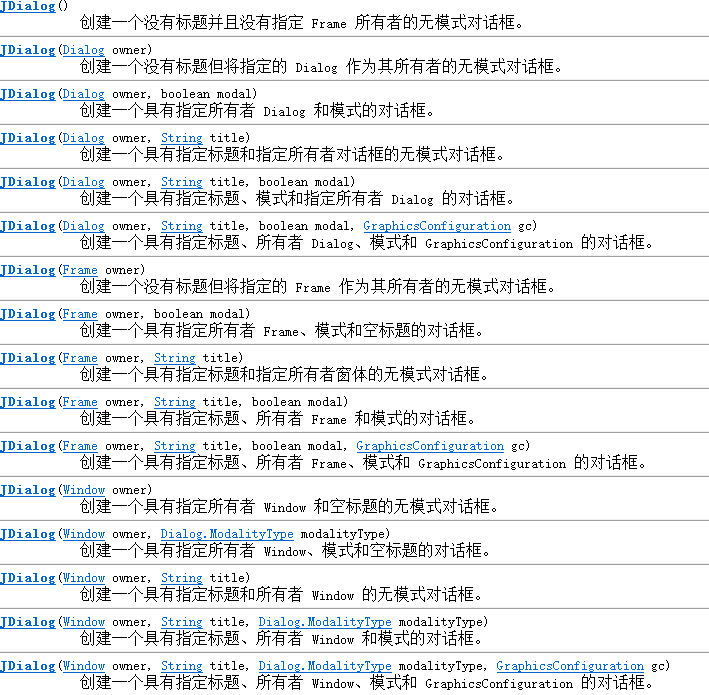 JDialog()
创建一个没有标题并且没有指定 Frame 所有者的无模式对话框。
JDialog(Dialog owner)
创建一个没有标题但将指定的 Dialog 作为其所有者的无模式对话框。
JDialog(Dialog owner, boolean modal)
创建一个具有指定所有者 Dialog 和模式的对话框。
JDialog(Dialog owner, String title)
创建一个具有指定标题和指定所有者对话框的无模式对话框。
JDialog(Dialog owner, String title, boolean modal)
创建一个具有指定标题、模式和指定所有者 Dialog 的对话框。
JDialog(Dialog owner, String title, boolean modal, GraphicsConfiguration gc)
创建一个具有指定标题、所有者 Dialog、模式和 GraphicsConfiguration 的对话框。
JDialog(Frame owner)
创建一个没有标题但将指定的 Frame 作为其所有者的无模式对话框。
JDialog(Frame owner, boolean modal)
创建一个具有指定所有者 Frame、模式和空标题的对话框。
JDialog(Frame owner, String title)
创建一个具有指定标题和指定所有者窗体的无模式对话框。
JDialog(Frame owner, String title, boolean modal)
创建一个具有指定标题、所有者 Frame 和模式的对话框。
JDialog(Frame owner, String title, boolean modal, GraphicsConfiguration gc)
创建一个具有指定标题、所有者 Frame、模式和 GraphicsConfiguration 的对话框。
JDialog(Window owner)
创建一个具有指定所有者 Window 和空标题的无模式对话框。
JDialog(Window owner, Dialog.ModalityType modalityType)
创建一个具有指定所有者 Window、模式和空标题的对话框。
JDialog(Window owner, String title)
创建一个具有指定标题和所有者 Window 的无模式对话框。
JDialog(Window owner, String title, Dialog.ModalityType modalityType)
创建一个具有指定标题、所有者 Window 和模式的对话框。
JDialog(Window owner, String title, Dialog.ModalityType modalityType, GraphicsConfiguration gc)
创建一个具有指定标题、所有者 Window、模式和 GraphicsConfiguration 的对话框。